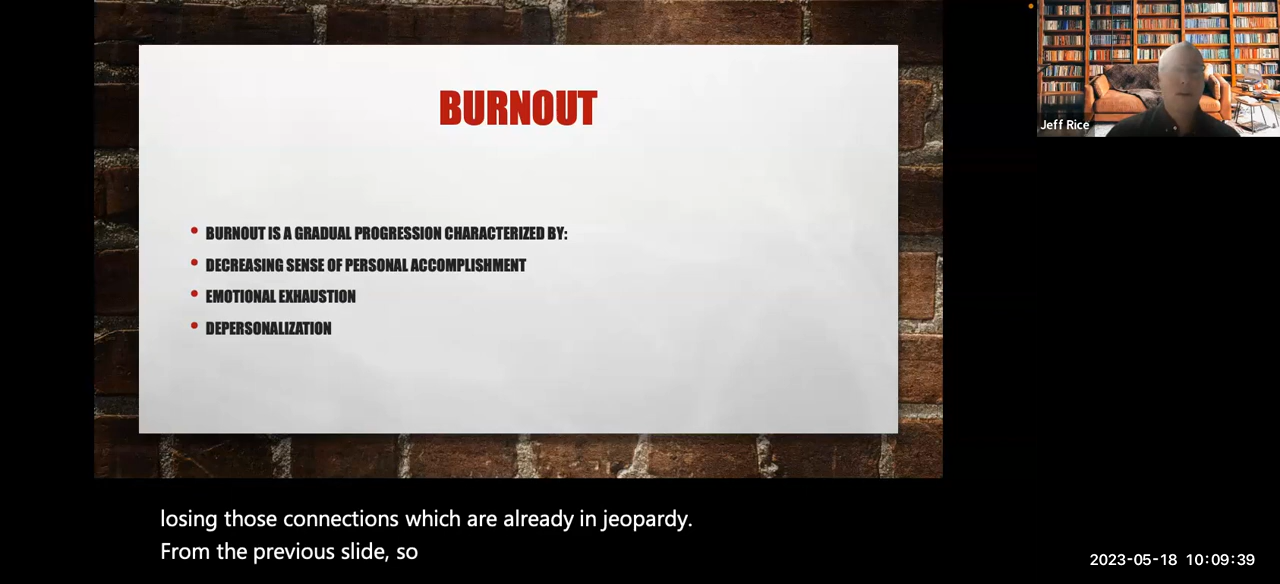 BURNOUT
BURNOUT IS A GRADUAL PROGRESSION CHARACTERIZED BY:
DECREASING SENSE OF PERSONAL ACCOMPLISHMENT
EMOTIONAL EXHAUSTION
DEPERSONALIZATION
Jeff Rice
losing those connections which are already in jeopardy.
From the previous slide, so
2023-05-18 10:09:39